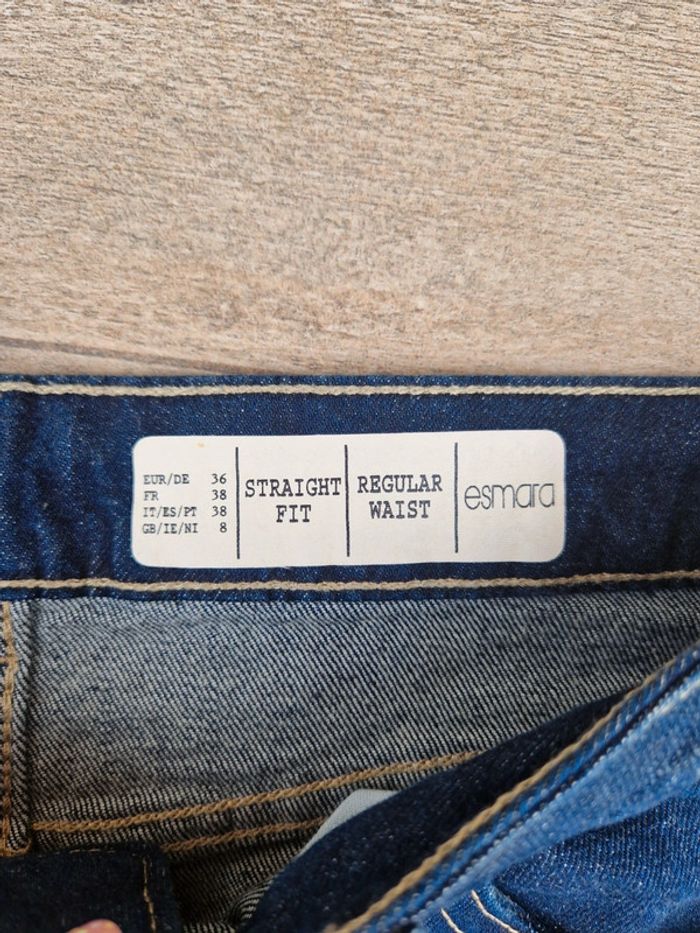 EUR/DE 36
FR 38
IT/ES/PT 38
GB/IE/NI 8
STRAIGHT
FIT
REGULAR
WAIST
esmara